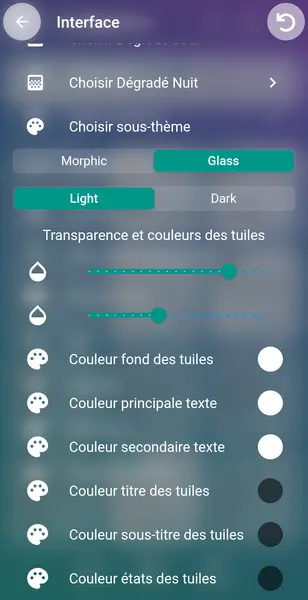 Interface
Choisir Dégradé Nuit
Choisir sous-thème
Morphic
Glass
Light
Dark
Transparence et couleurs des tuiles
Couleur fond des tuiles
Couleur principale texte
Couleur secondaire texte
Couleur titre des tuiles
Couleur sous-titre des tuiles
Couleur états des tuiles